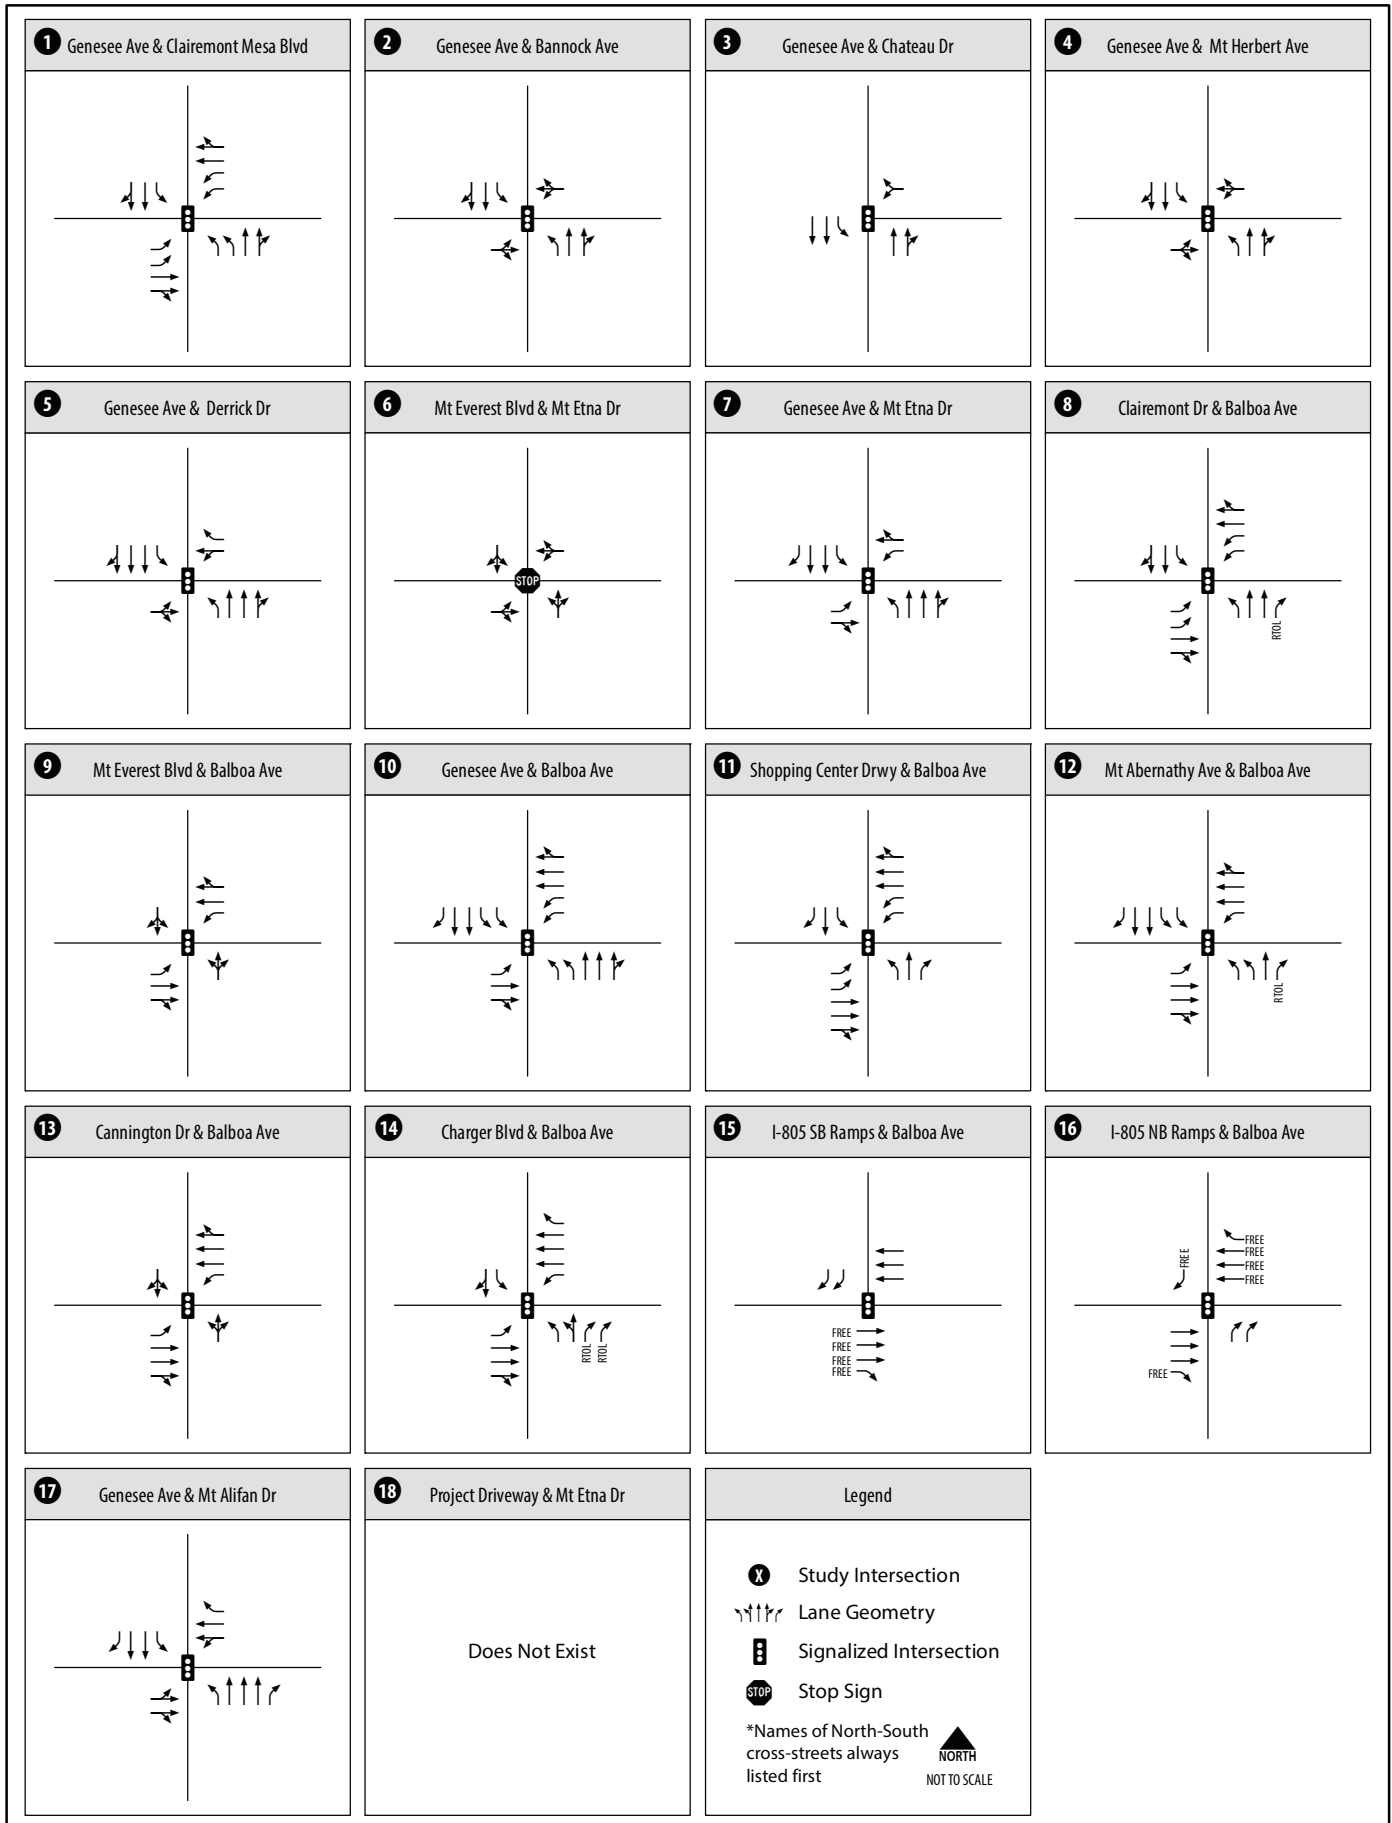 1 Genesee Ave & Clairemont Mesa Blvd
2 Genesee Ave & Bannock Ave
3 Genesee Ave & Chateau Dr
4 Genesee Ave & Mt Herbert Ave
5 Genesee Ave & Derrick Dr
6 Mt Everest Blvd & Mt Etna Dr
STOP
7 Genesee Ave & Mt Etna Dr
8 Clairemont Dr & Balboa Ave
RTOL
9 Mt Everest Blvd & Balboa Ave
10 Genesee Ave & Balboa Ave
11 Shopping Center Drwy & Balboa Ave
12 Mt Abernathy Ave & Balboa Ave
RTOL
13 Cannington Dr & Balboa Ave
14 Charger Blvd & Balboa Ave
RTOL
RTOL
15 I-805 SB Ramps & Balboa Ave
FREE
FREE
FREE
FREE
16 I-805 NB Ramps & Balboa Ave
FREE
FREE
FREE
FREE
FREE
FREE
17 Genesee Ave & Mt Alifan Dr
18 Project Driveway & Mt Etna Dr
Does Not Exist
Legend
X Study Intersection
Lane Geometry
Signalized Intersection
STOP Stop Sign
*Names of North-South
cross-streets always
listed first
NORTH
NOT TO SCALE